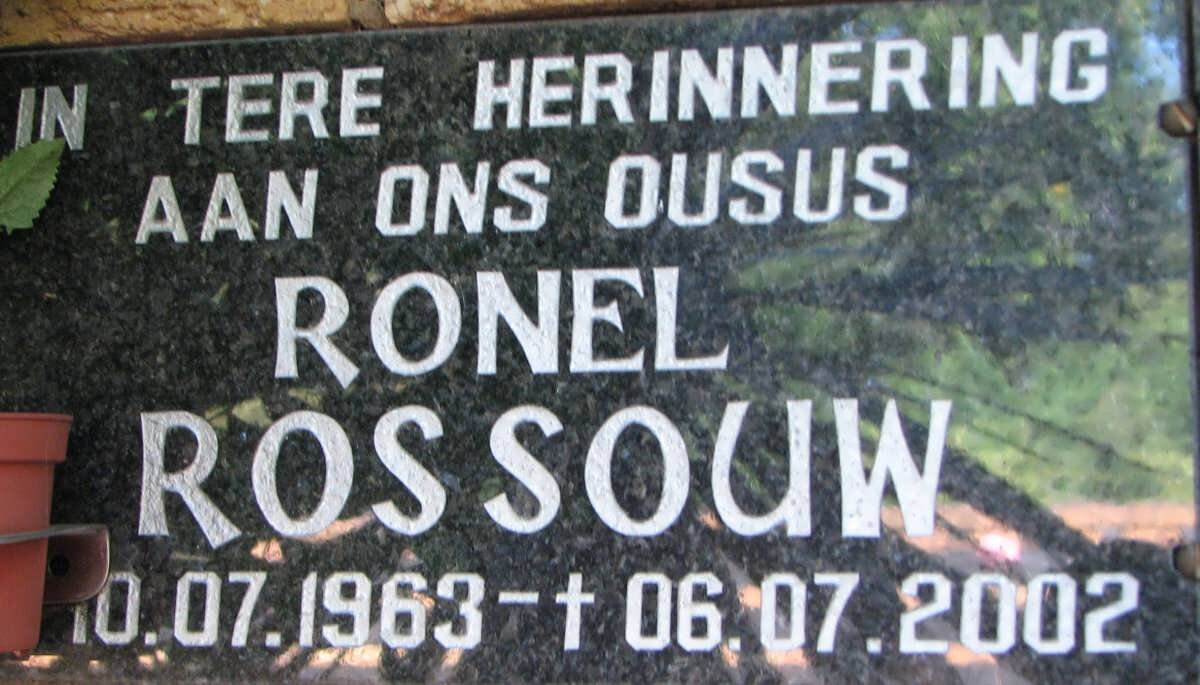 IN TERE HERINNERING
AAN ONS OUSUS
RONEL
ROSSOUW
10.07.1963 - † 06.07.2002